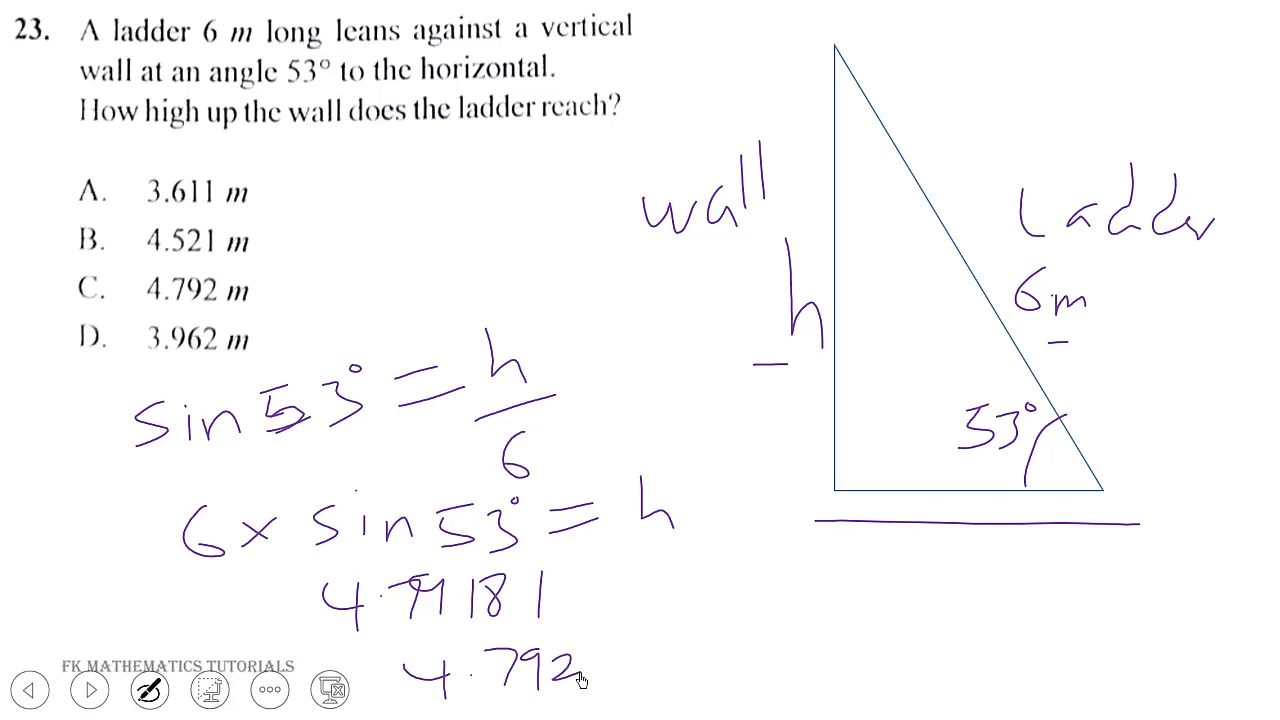 23. A ladder 6 m long leans against a vertical
wall at an angle 53° to the horizontal.
How high up the wall does the ladder reach?
A. 3.611 m
B. 4.521 m
C. 4.792 m
D. 3.962 m
wall
h
Ladder
6m
53°
sin 53° = h/6
6 × sin 53° = h
4.79181
4.792
FK MATHEMATICS TUTORIALS